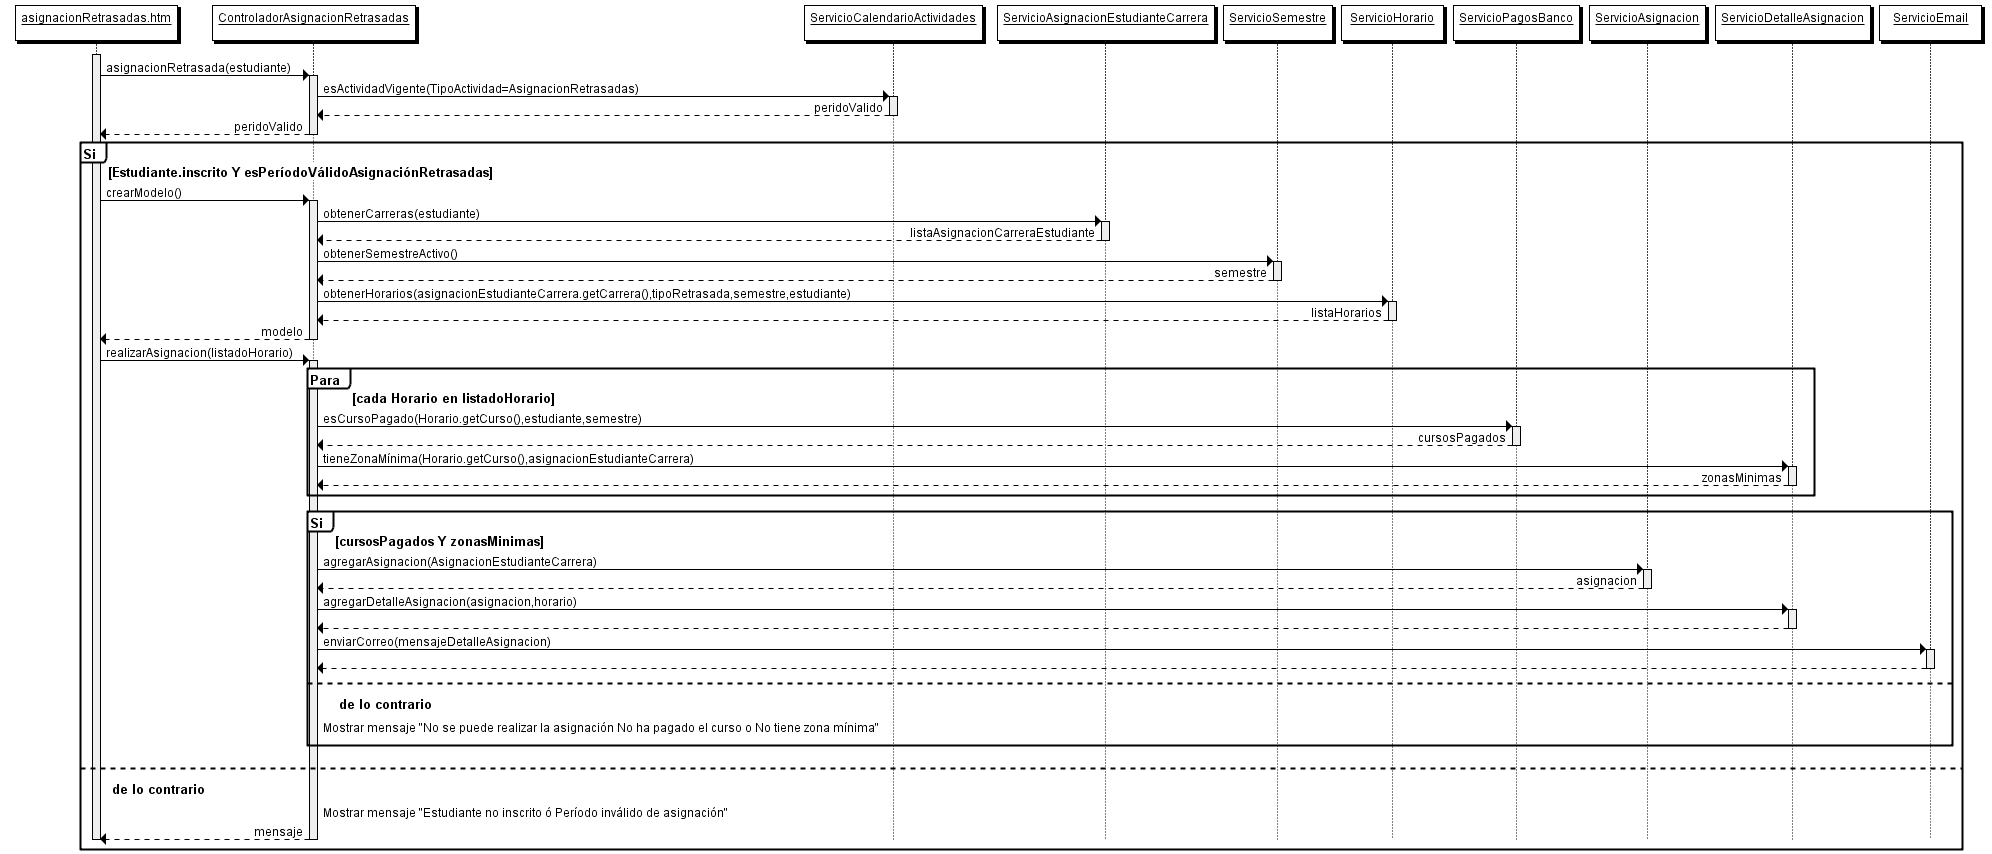 asignacionRetrasadas.htm
ControladorAsignacionRetrasadas
ServicioCalendarioActividades
ServicioAsignacionEstudianteCarrera
ServicioSemestre
ServicioHorario
ServicioPagosBanco
ServicioAsignacion
ServicioDetalleAsignacion
ServicioEmail
asignacionRetrasada(estudiante)
esActividadVigente(TipoActividad=AsignacionRetrasadas)
peridoValido
peridoValido
Si
[Estudiante.inscrito Y esPeríodoVálidoAsignaciónRetrasadas]
crearModelo()
obtenerCarreras(estudiante)
listaAsignacionCarreraEstudiante
obtenerSemestreActivo()
semestre
obtenerHorarios(asignacionEstudianteCarrera.getCarrera(),tipoRetrasada,semestre,estudiante)
listaHorarios
modelo
realizarAsignacion(listadoHorario)
Para
[cada Horario en listadoHorario]
esCursoPagado(Horario.getCurso(),estudiante,semestre)
cursosPagados
tieneZonaMínima(Horario.getCurso(),asignacionEstudianteCarrera)
zonasMinimas
Si
[cursosPagados Y zonasMinimas]
agregarAsignacion(AsignacionEstudianteCarrera)
asignacion
agregarDetalleAsignacion(asignacion,horario)
enviarCorreo(mensajeDetalleAsignacion)
de lo contrario
Mostrar mensaje "No se puede realizar la asignación No ha pagado el curso o No tiene zona mínima"
de lo contrario
Mostrar mensaje "Estudiante no inscrito ó Período inválido de asignación"
mensaje